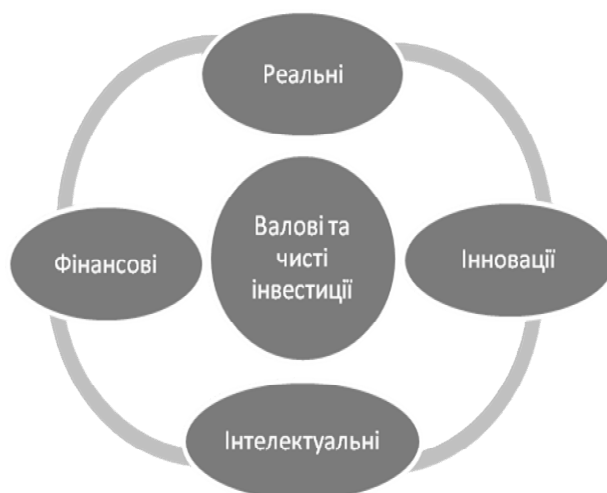 Реальні
Фінансові
Валові та
чисті
інвестиції
Інновації
Інтелектуальні